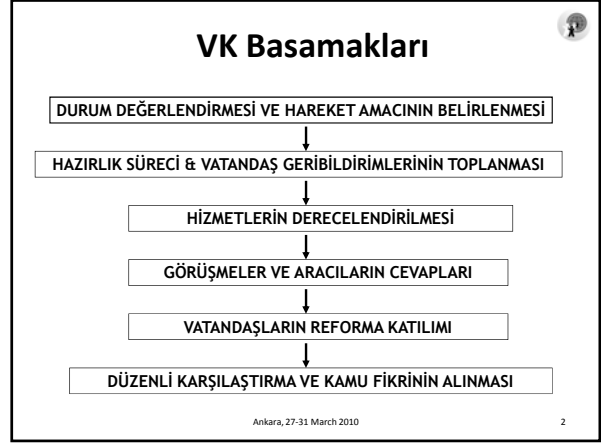 VK Basamakları
DURUM DEĞERLENDİRMESİ VE HAREKET AMACININ BELİRLENMESİ
HAZIRLIK SÜRECİ & VATANDAŞ GERİBİLDİRİMLERİNİN TOPLANMASI
HİZMETLERİN DERECELENDİRİLMESİ
GÖRÜŞMELER VE ARACILARIN CEVAPLARI
VATANDAŞLARIN REFORMA KATILIMI
DÜZENLİ KARŞILAŞTIRMA VE KAMU FİKRİNİN ALINMASI
Ankara, 27-31 March 2010 2